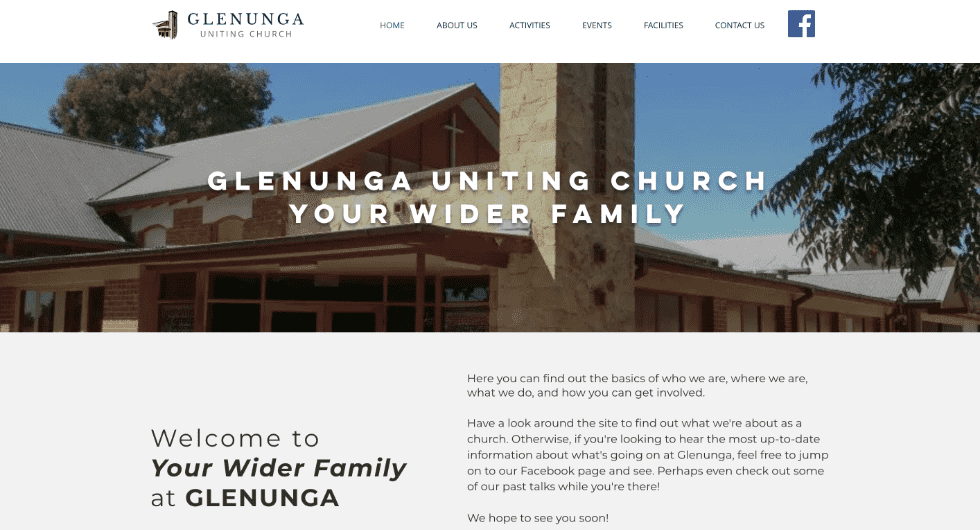 GLENUNGA
UNITING CHURCH
HOME
ABOUT US
ACTIVITIES
EVENTS
FACILITIES
CONTACT US
f
GLENUNGA UNITING CHURCH
YOUR WIDER FAMILY
Welcome to
Your Wider Family
at GLENUNGA
Here you can find out the basics of who we are, where we are,
what we do, and how you can get involved.
Have a look around the site to find out what we're about as a
church. Otherwise, if you're looking to hear the most up-to-date
information about what's going on at Glenunga, feel free to jump
on to our Facebook page and see. Perhaps even check out some
of our past talks while you're there!
We hope to see you soon!